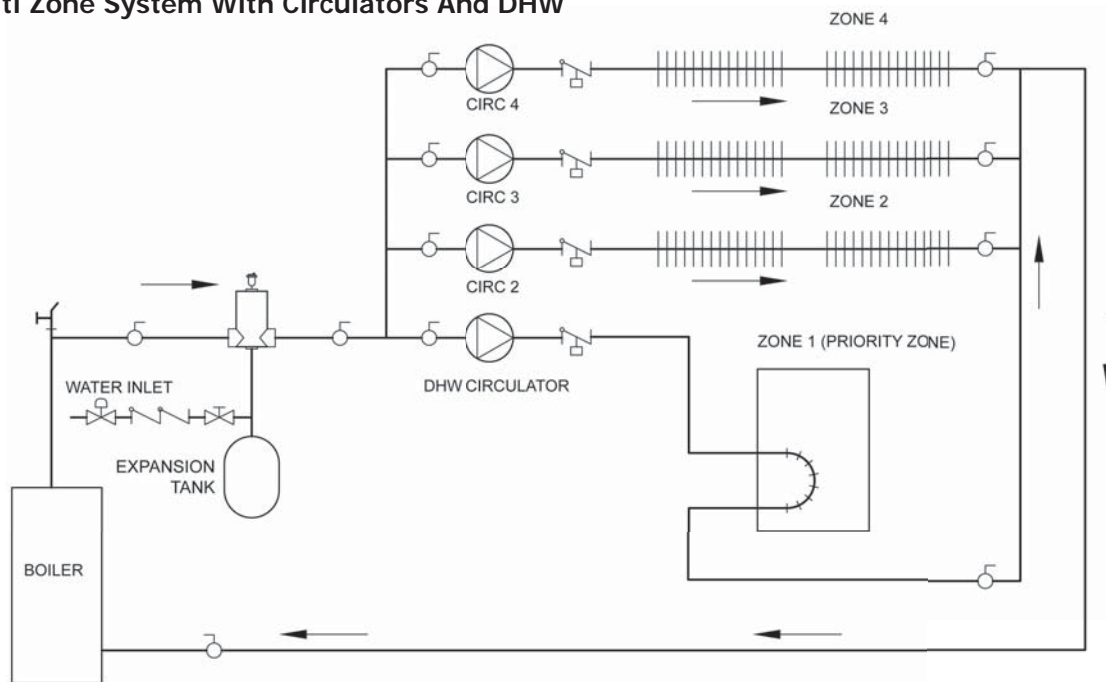 Zone System With Circulators And DHW
ZONE 4
CIRC 4
ZONE 3
CIRC 3
ZONE 2
CIRC 2
ZONE 1 (PRIORITY ZONE)
DHW CIRCULATOR
WATER INLET
EXPANSION
TANK
BOILER